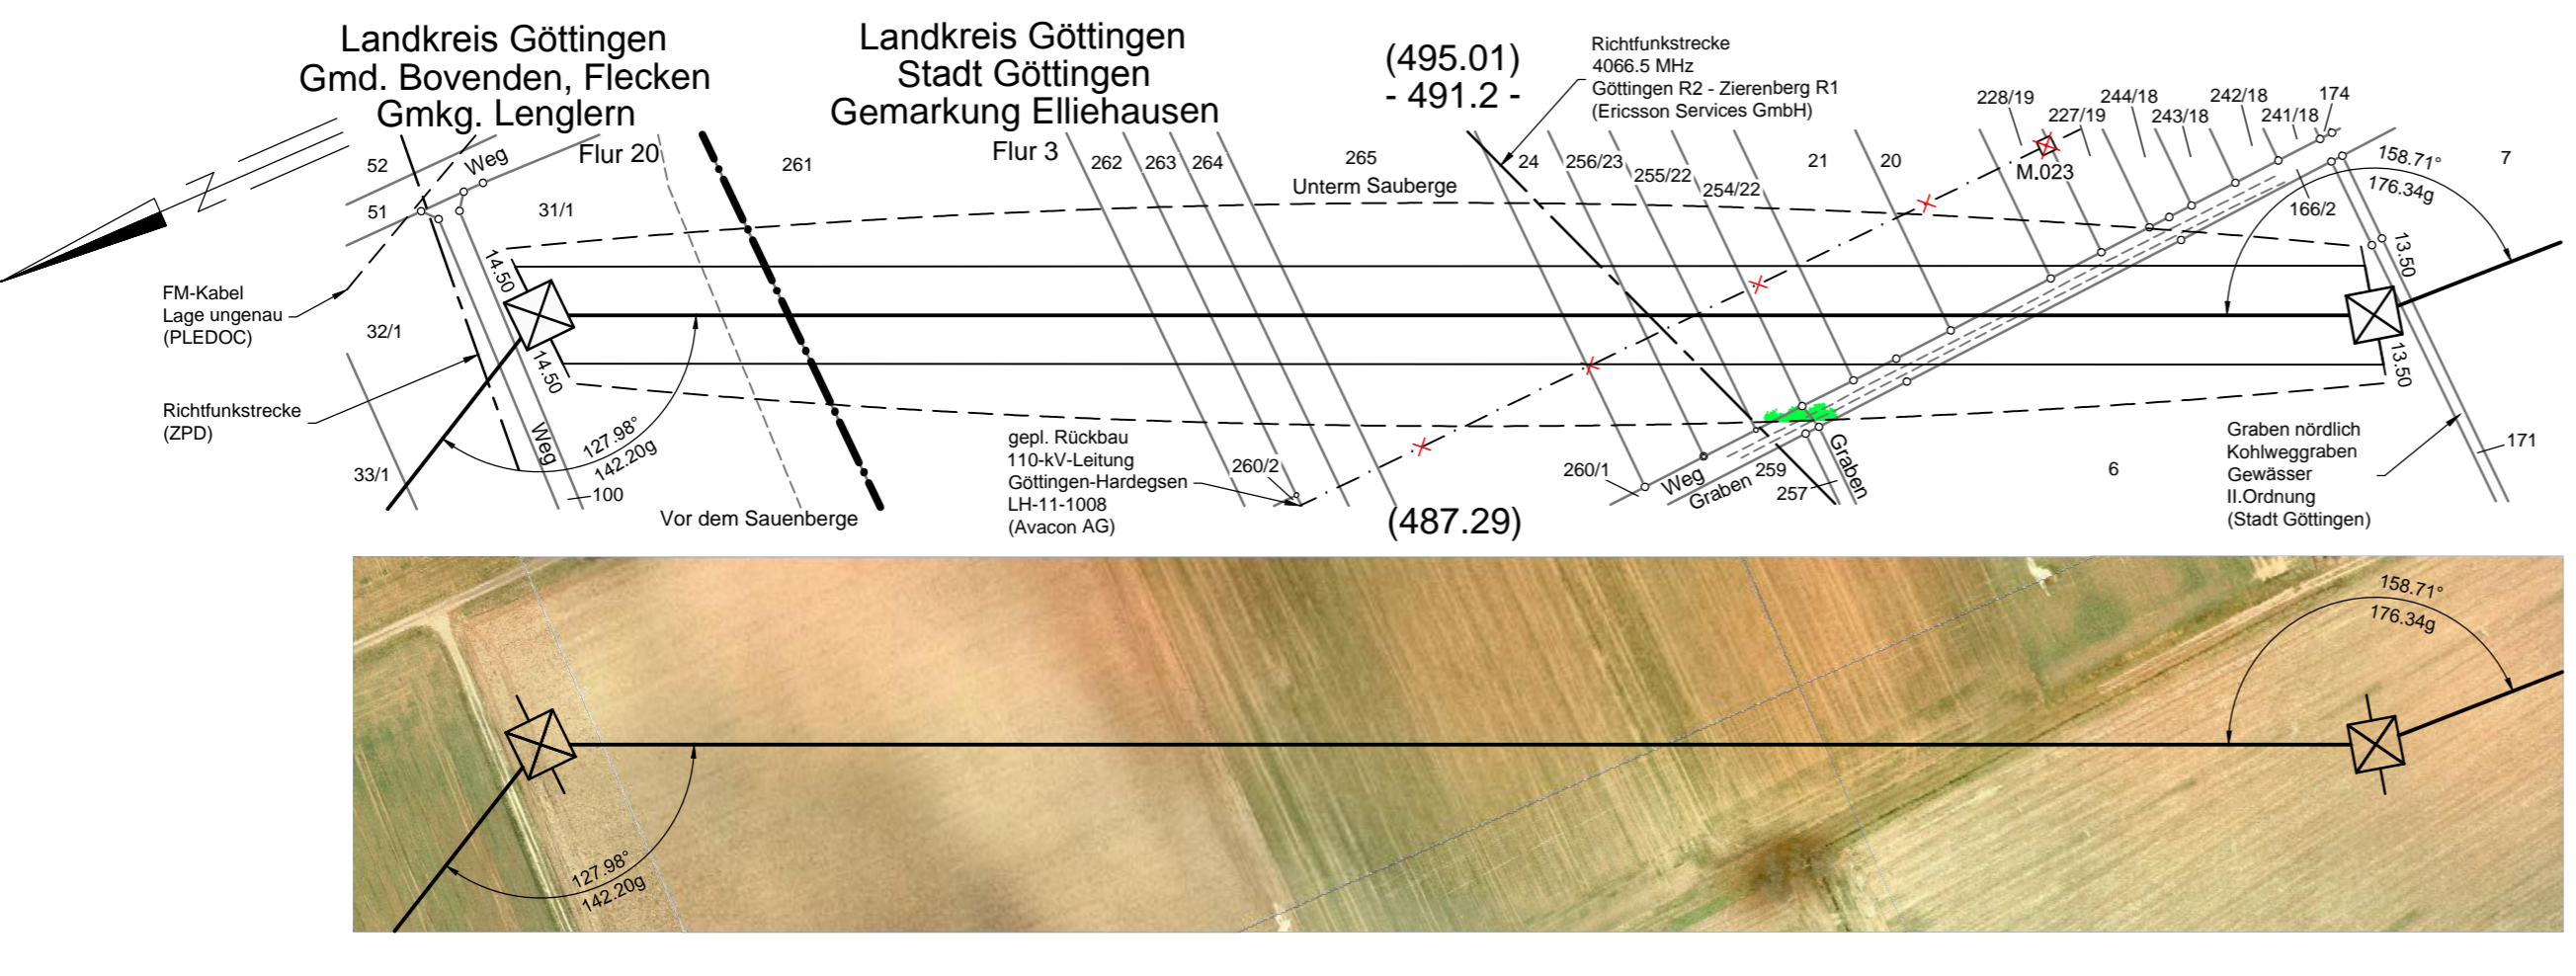 Landkreis Göttingen
Gmd. Bovenden, Flecken
Gmkg. Lenglern
Landkreis Göttingen
Stadt Göttingen
Gemarkung Elliehausen
(495.01)
- 491.2 -
Richtfunkstrecke
4066.5 MHz
Göttingen R2 - Zierenberg R1
(Ericsson Services GmbH)
228/19
227/19
244/18
243/18
242/18
241/18
174
52
Weg
Flur 20
261
Flur 3
262
263
264
265
Unterm Sauberge
24
256/23
255/22
254/22
21
20
M.023
158.71°
176.34g
7
51
31/1
166/2
N
14.50
13.50
FM-Kabel
Lage ungenau
(PLEDOC)
32/1
14.50
13.50
Richtfunkstrecke
(ZPD)
Weg
127.98°
142.20g
33/1
100
Vor dem Sauenberge
gepl. Rückbau
110-kV-Leitung
Göttingen-Hardegsen
LH-11-1008
(Avacon AG)
260/2
(487.29)
260/1
Weg
Graben
259
257
Graben
6
Graben nördlich
Kohlweggraben
Gewässer
II.Ordnung
(Stadt Göttingen)
171
158.71°
176.34g
127.98°
142.20g